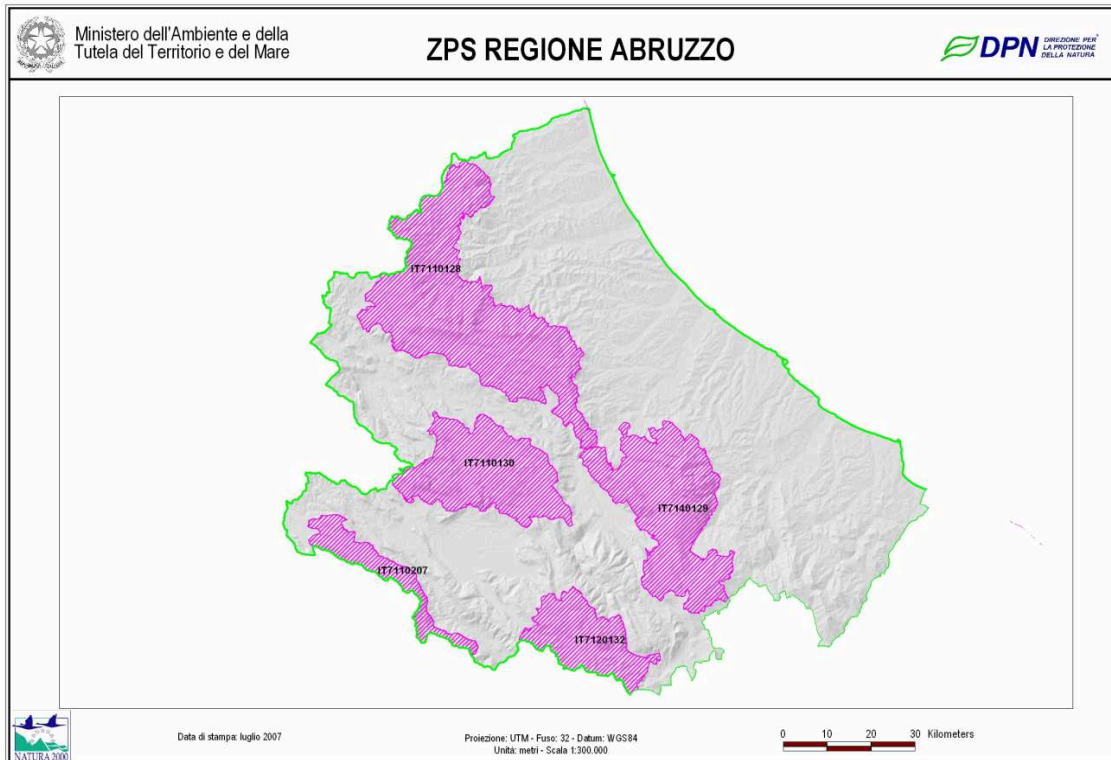 Ministero dell'Ambiente e della
Tutela del Territorio e del Mare
ZPS REGIONE ABRUZZO
DPN DIREZIONE PER
LA PROTEZIONE
DELLA NATURA
IT7110128
IT7110130
IT7140129
IT7110207
IT7120132
NATURA 2000
Data di stampa: luglio 2007
Proiezione: UTM - Fuso: 32 - Datum: WGS84
Unità: metri - Scala 1:300.000
0 10 20 30 Kilometers